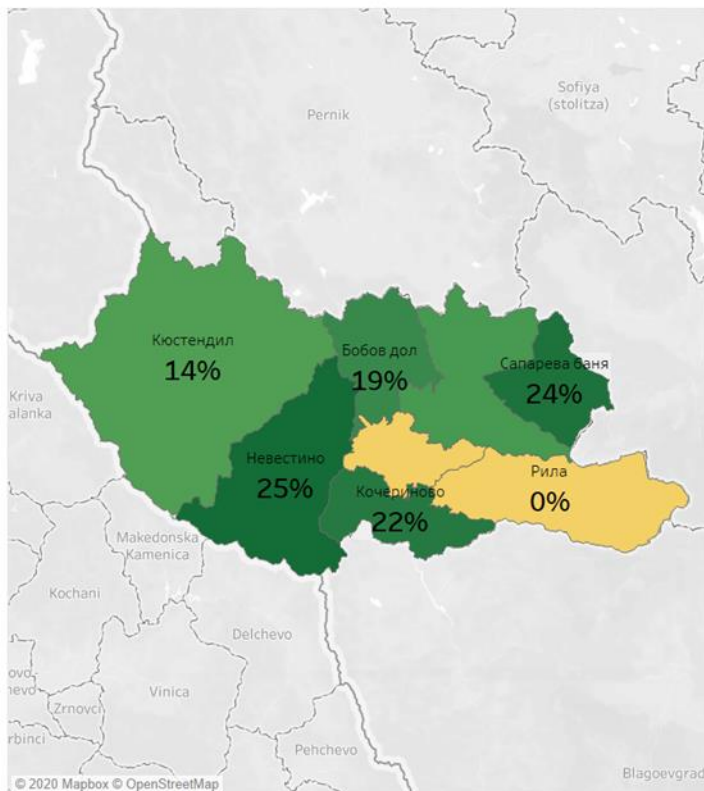 Sofiya
(stolitza)
Pernik
Кюстендил
14%
Бобов дол
19%
Сапарева баня
24%
Kriva
alanka
Невестино
25%
Рила
0%
Кочериново
22%
Makedonska
Kamenica
Kochani
Delchevo
Vinica
Zrnovci
Pehchevo
Blagoevgrad
© 2020 Mapbox © OpenStreetMap